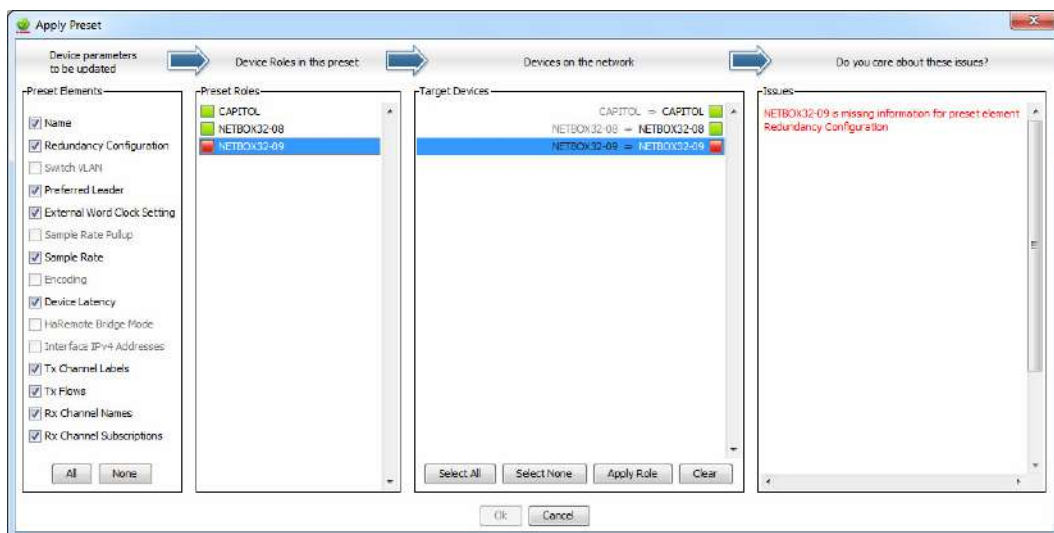 Apply Preset
Device parameters
to be updated
Device Roles in this preset
Devices on the network
Do you care about these issues?
Preset Elements
Name
Redundancy Configuration
Switch VLAN
Preferred Leader
External Word Clock Setting
Sample Rate Pullup
Sample Rate
Encoding
Device Latency
HaRemote Bridge Mode
Interface IPv4 Addresses
Tx Channel Labels
Tx Flows
Rx Channel Names
Rx Channel Subscriptions
All None
Preset Roles
CAPITOL
NETBOX32-08
NETBOX32-09
Target Devices
CAPITOL = CAPITOL
NETBOX32-08 = NETBOX32-08
NETBOX32-09 = NETBOX32-09
Select All Select None Apply Role Clear
Issues
NETBOX32-09 is missing information for preset element
Redundancy Configuration
Ok Cancel